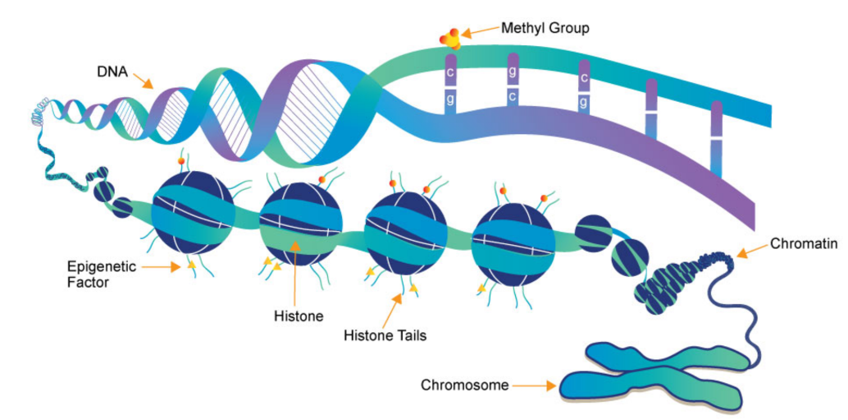 Methyl Group
DNA
c g c
g c g
Chromatin
Epigenetic
Factor
Histone
Histone Tails
Chromosome